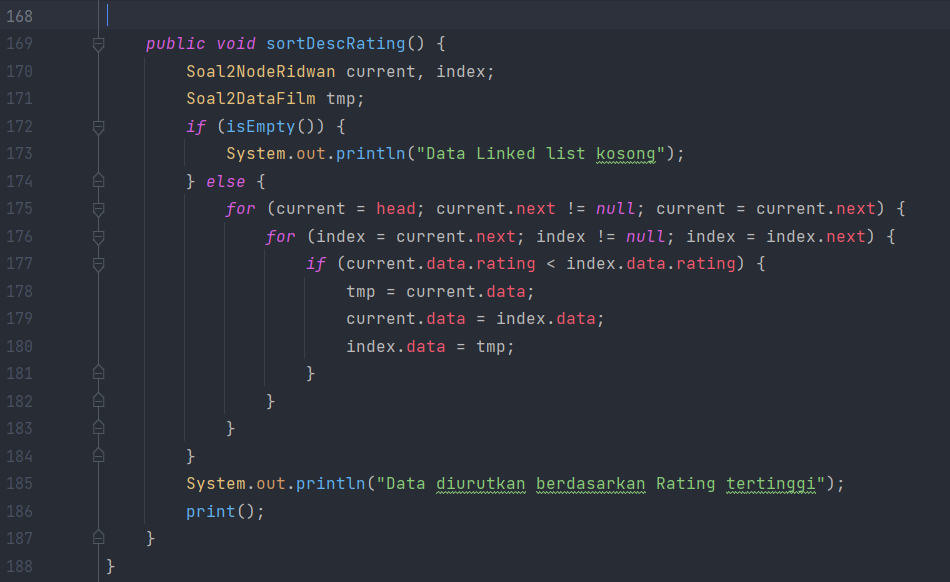 168
169 public void sortDescRating() {
170 Soal2NodeRidwan current, index;
171 Soal2DataFilm tmp;
172 if (isEmpty()) {
173 System.out.println("Data Linked list kosong");
174 } else {
175 for (current = head; current.next != null; current = current.next) {
176 for (index = current.next; index != null; index = index.next) {
177 if (current.data.rating < index.data.rating) {
178 tmp = current.data;
179 current.data = index.data;
180 index.data = tmp;
181 }
182 }
183 }
184 }
185 System.out.println("Data diurutkan berdasarkan Rating tertinggi");
186 print();
187 }
188 }